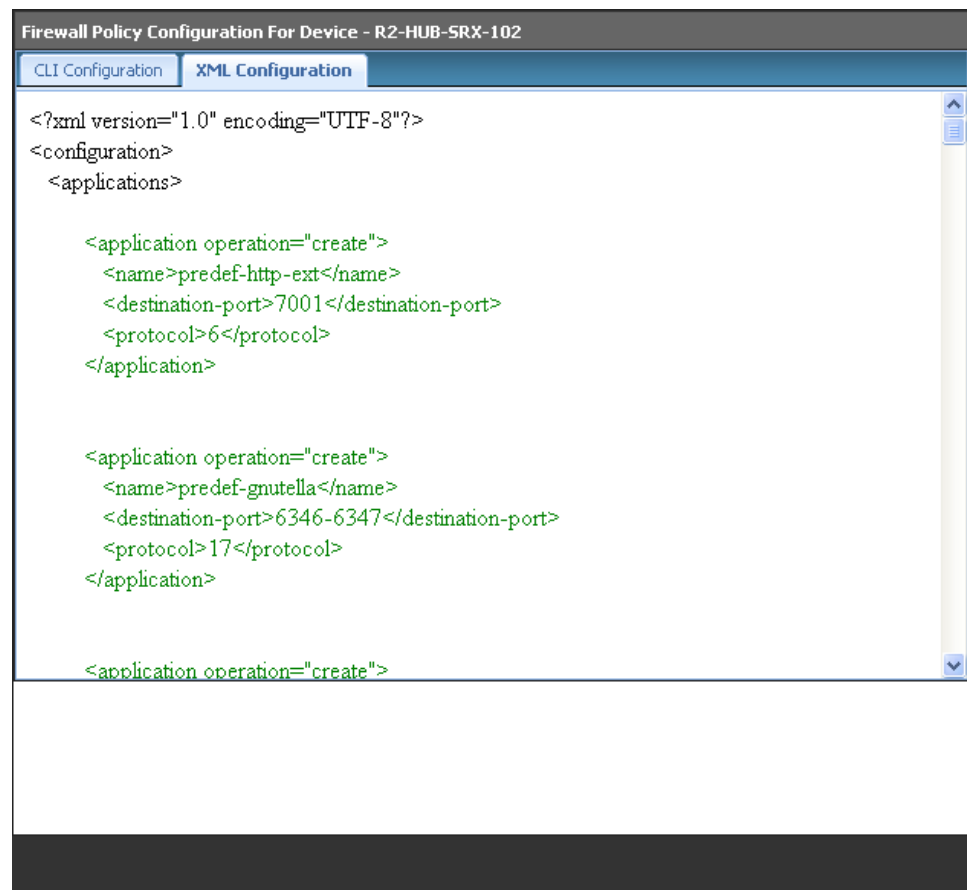 Firewall Policy Configuration For Device - R2-HUB-SRX-102
CLI Configuration XML Configuration
<?xml version="1.0" encoding="UTF-8"?>
<configuration>
<applications>
<application operation="create">
<name>predef-http-ext</name>
<destination-port>7001</destination-port>
<protocol>6</protocol>
</application>
<application operation="create">
<name>predef-gnutella</name>
<destination-port>6346-6347</destination-port>
<protocol>17</protocol>
</application>
<application operation="create">